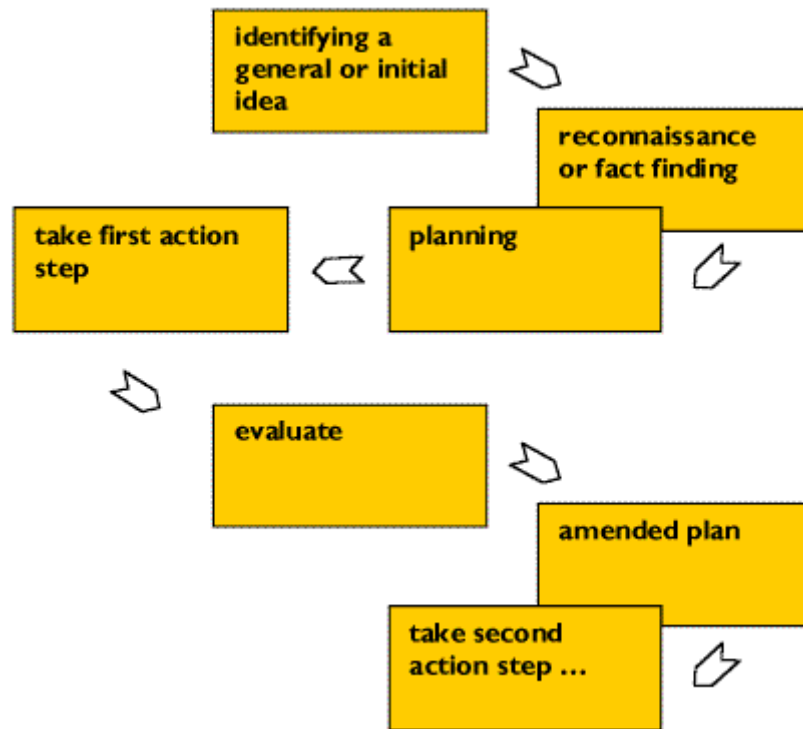 identifying a
general or initial
idea
reconnaissance
or fact finding
planning
take first action
step
evaluate
amended plan
take second
action step ...